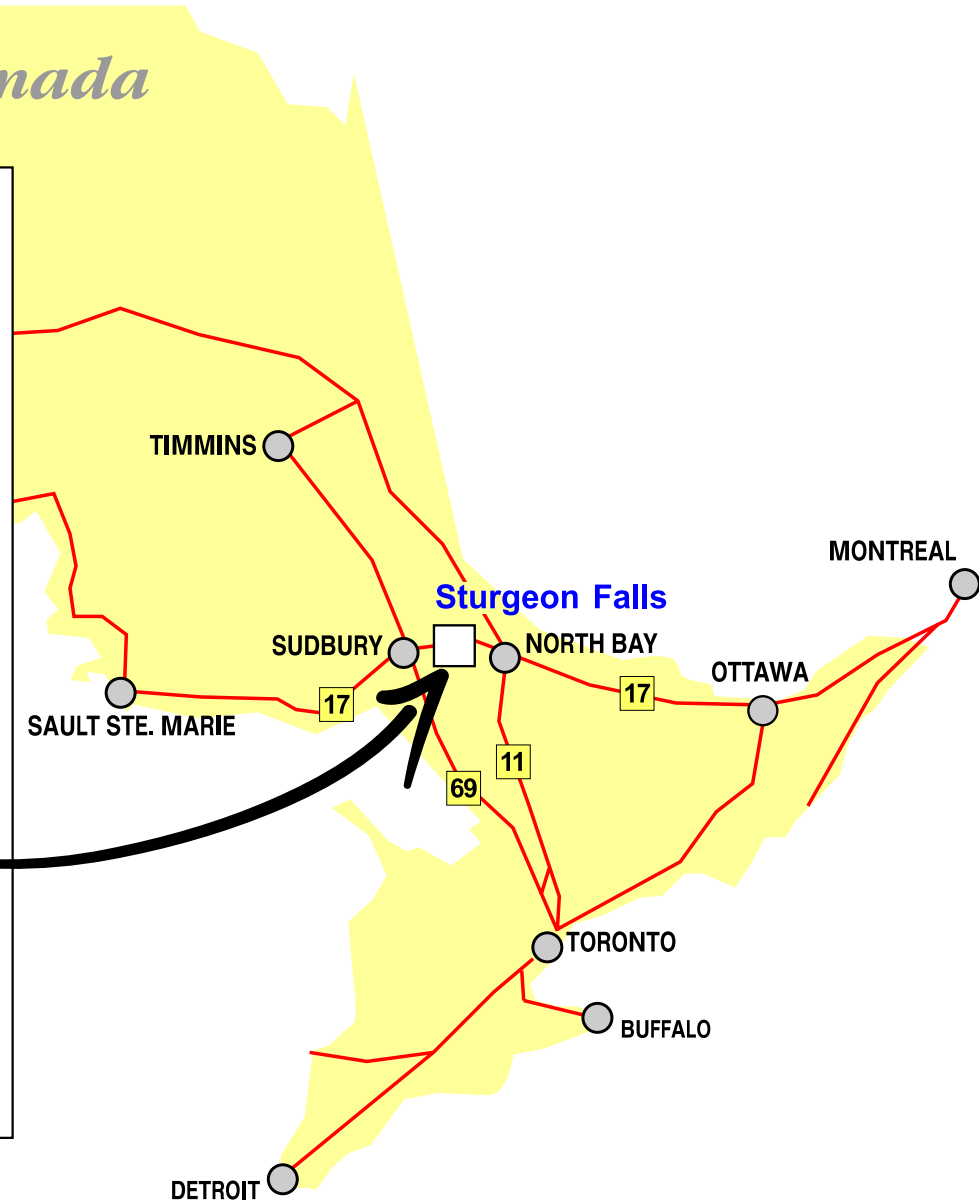 nada
TIMMINS
MONTREAL
Sturgeon Falls
SUDBURY
NORTH BAY
OTTAWA
17
17
SAULT STE. MARIE
11
69
TORONTO
BUFFALO
DETROIT